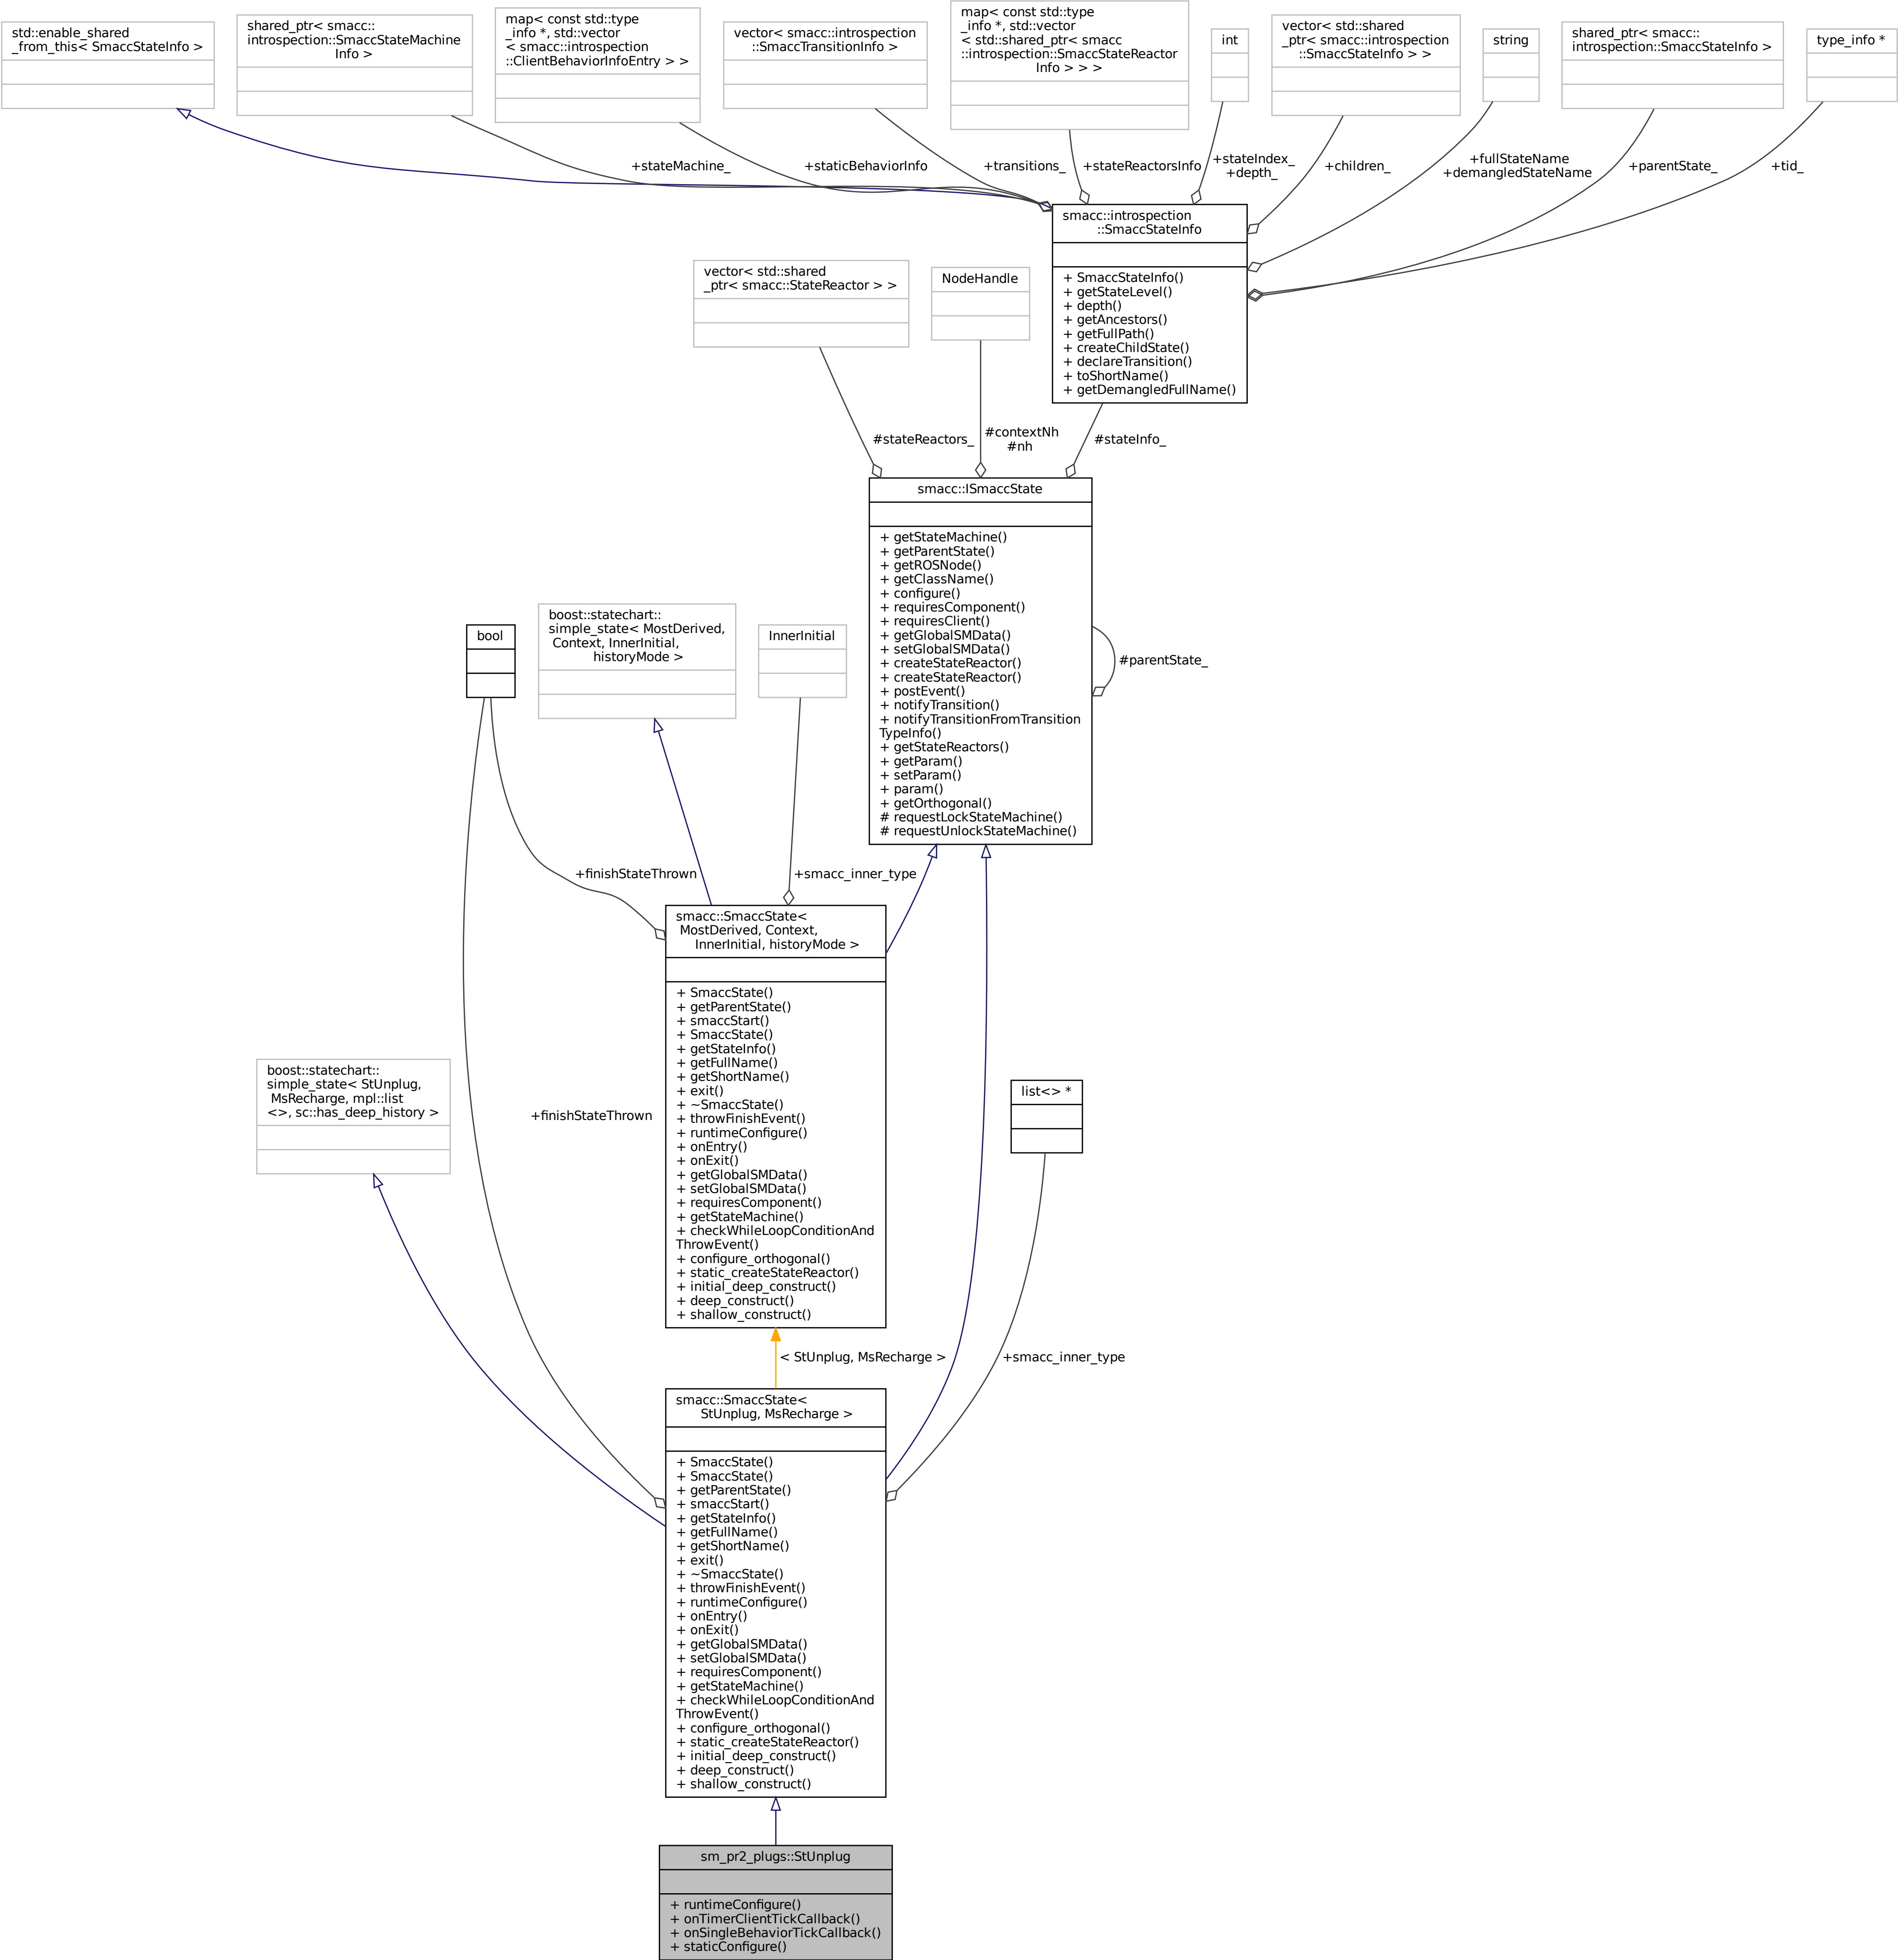 std::enable_shared
_from_this< SmaccStateInfo >
shared_ptr< smacc::
introspection::SmaccStateMachine
Info >
map< const std::type
_info *, std::vector
< smacc::introspection
::ClientBehaviorInfoEntry > >
vector< smacc::introspection
::SmaccTransitionInfo >
map< const std::type
_info *, std::vector
< std::shared_ptr< smacc
::introspection::SmaccStateReactor
Info > > >
int
vector< std::shared
_ptr< smacc::introspection
::SmaccStateInfo > >
string
shared_ptr< smacc::
introspection::SmaccStateInfo >
type_info *
+stateMachine_
+staticBehaviorInfo
+transitions_
+stateReactorsInfo
+stateIndex_
+depth_
+children_
+fullStateName
+demangledStateName
+parentState_
+tid_
smacc::introspection
::SmaccStateInfo
+ SmaccStateInfo()
+ getStateLevel()
+ depth()
+ getAncestors()
+ getFullPath()
+ createChildState()
+ declareTransition()
+ toShortName()
+ getDemangledFullName()
vector< std::shared
_ptr< smacc::StateReactor > >
NodeHandle
#stateReactors_
#contextNh
#nh
#stateInfo_
smacc::ISmaccState
+ getStateMachine()
+ getParentState()
+ getROSNode()
+ getClassName()
+ configure()
+ requiresComponent()
+ requiresClient()
+ getGlobalSMData()
+ setGlobalSMData()
+ createStateReactor()
+ createStateReactor()
+ postEvent()
+ notifyTransition()
+ notifyTransitionFromTransition
TypeInfo()
+ getStateReactors()
+ getParam()
+ setParam()
+ param()
+ getOrthogonal()
# requestLockStateMachine()
# requestUnlockStateMachine()
#parentState_
bool
boost::statechart::
simple_state< MostDerived,
Context, InnerInitial,
historyMode >
InnerInitial
+finishStateThrown
+smacc_inner_type
smacc::SmaccState<
MostDerived, Context,
InnerInitial, historyMode >
+ SmaccState()
+ getParentState()
+ smaccStart()
+ SmaccState()
+ getStateInfo()
+ getFullName()
+ getShortName()
+ exit()
+ ~SmaccState()
+ throwFinishEvent()
+ runtimeConfigure()
+ onEntry()
+ onExit()
+ getGlobalSMData()
+ setGlobalSMData()
+ requiresComponent()
+ getStateMachine()
+ checkWhileLoopConditionAnd
ThrowEvent()
+ configure_orthogonal()
+ static_createStateReactor()
+ initial_deep_construct()
+ deep_construct()
+ shallow_construct()
boost::statechart::
simple_state< StUnplug,
MsRecharge, mpl::list
<>, sc::has_deep_history >
+finishStateThrown
list<> *
< StUnplug, MsRecharge >
+smacc_inner_type
smacc::SmaccState<
StUnplug, MsRecharge >
+ SmaccState()
+ SmaccState()
+ getParentState()
+ smaccStart()
+ getStateInfo()
+ getFullName()
+ getShortName()
+ exit()
+ ~SmaccState()
+ throwFinishEvent()
+ runtimeConfigure()
+ onEntry()
+ onExit()
+ getGlobalSMData()
+ setGlobalSMData()
+ requiresComponent()
+ getStateMachine()
+ checkWhileLoopConditionAnd
ThrowEvent()
+ configure_orthogonal()
+ static_createStateReactor()
+ initial_deep_construct()
+ deep_construct()
+ shallow_construct()
sm_pr2_plugs::StUnplug
+ runtimeConfigure()
+ onTimerClientTickCallback()
+ onSingleBehaviorTickCallback()
+ staticConfigure()